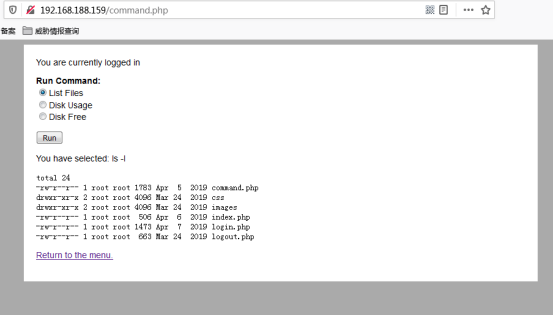 192.168.188.159/command.php
备案 威胁情报查询
You are currently logged in
Run Command:
List Files
Disk Usage
Disk Free
Run
You have selected: ls -l
total 24
-rw-r--r-- 1 root root 1783 Apr 5 2019 command.php
drwxr-xr-x 2 root root 4096 Mar 24 2019 css
drwxr-xr-x 2 root root 4096 Mar 24 2019 images
-rw-r--r-- 1 root root 506 Apr 6 2019 index.php
-rw-r--r-- 1 root root 1473 Apr 7 2019 login.php
-rw-r--r-- 1 root root 663 Mar 24 2019 logout.php
Return to the menu.